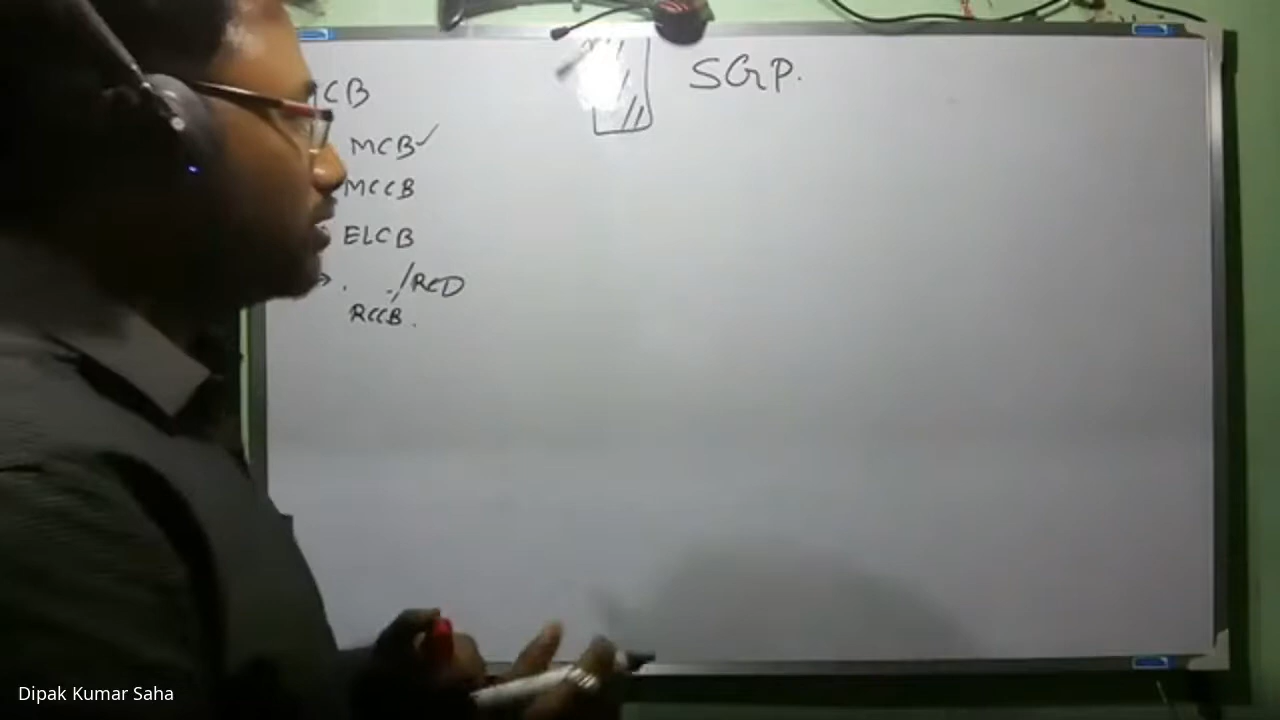 CB SGP.
MCB✓
MCCB
ELCB
/RCD
RCCB.
Dipak Kumar Saha